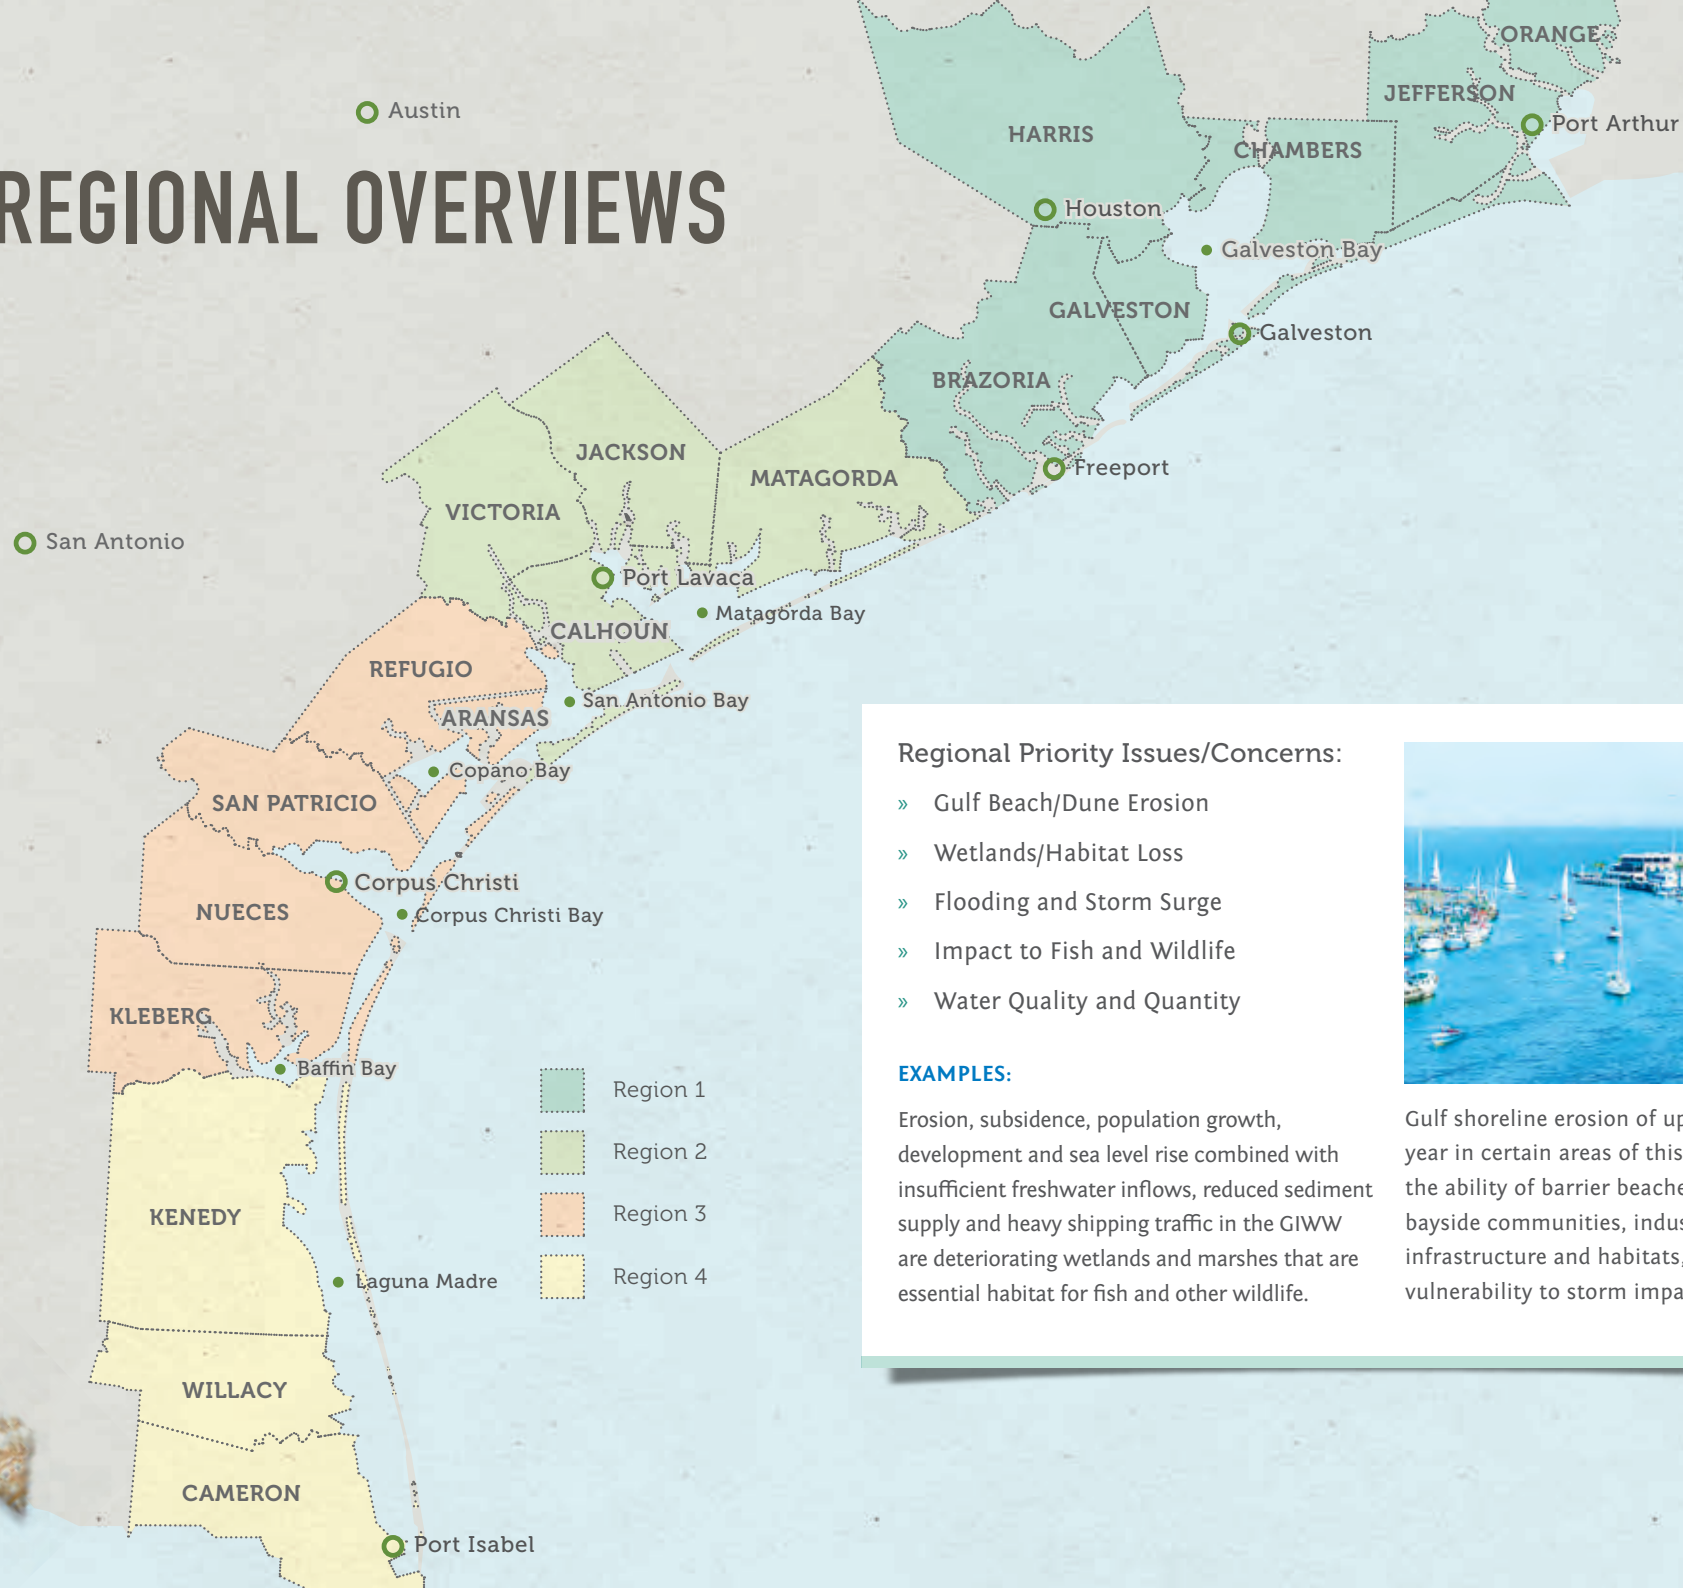 Austin
REGIONAL OVERVIEWS
ORANGE
JEFFERSON
Port Arthur
HARRIS
CHAMBERS
Houston
Galveston Bay
GALVESTON
Galveston
BRAZORIA
JACKSON
MATAGORDA
Freeport
VICTORIA
San Antonio
Port Lavaca
Matagorda Bay
CALHOUN
REFUGIO
San Antonio Bay
ARANSAS
Copano Bay
SAN PATRICIO
Corpus Christi
NUECES
Corpus Christi Bay
KLEBERG
Baffin Bay
KENEDY
Laguna Madre
WILLACY
CAMERON
Port Isabel
Region 1
Region 2
Region 3
Region 4
Regional Priority Issues/Concerns:
» Gulf Beach/Dune Erosion
» Wetlands/Habitat Loss
» Flooding and Storm Surge
» Impact to Fish and Wildlife
» Water Quality and Quantity
EXAMPLES:
Erosion, subsidence, population growth,
development and sea level rise combined with
insufficient freshwater inflows, reduced sediment
supply and heavy shipping traffic in the GIWW
are deteriorating wetlands and marshes that are
essential habitat for fish and other wildlife.
Gulf shoreline erosion of up
year in certain areas of this
the ability of barrier beache
bayside communities, indus
infrastructure and habitats,
vulnerability to storm impa